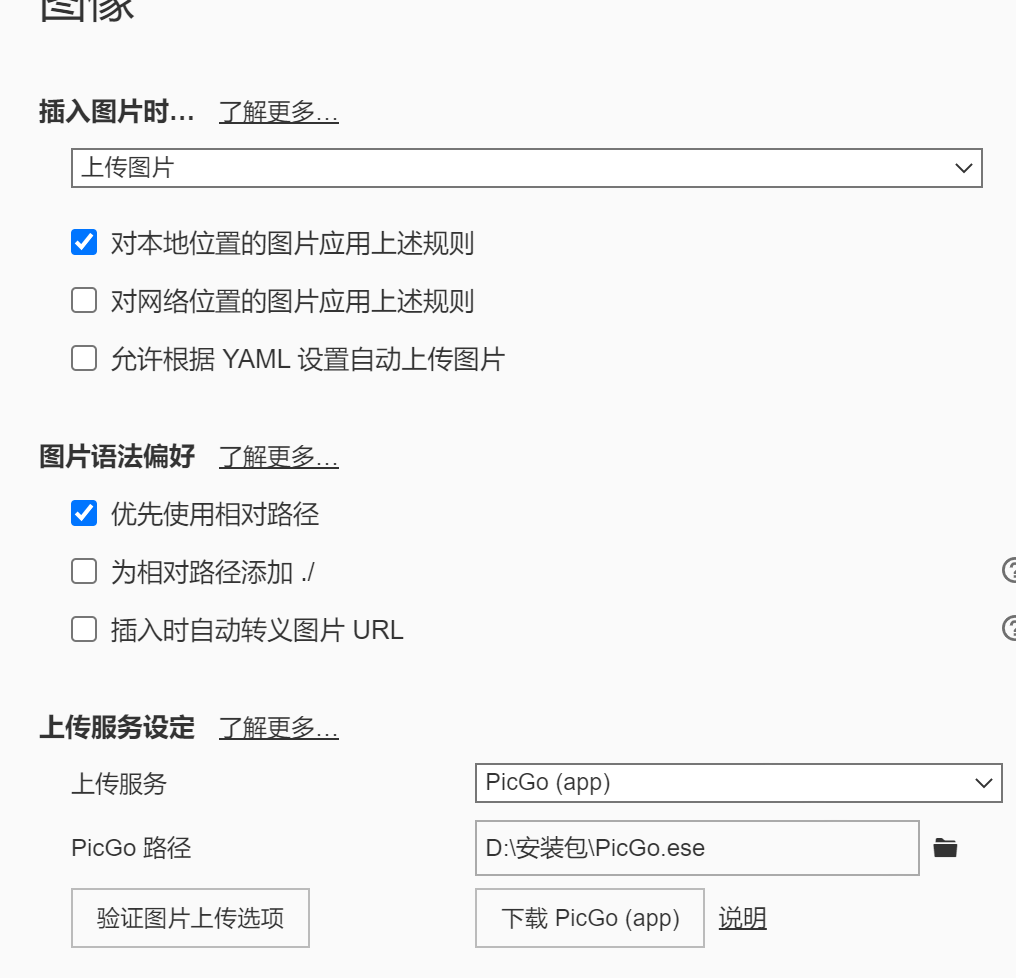 图像
插入图片时… 了解更多…
上传图片
对本地位置的图片应用上述规则
对网络位置的图片应用上述规则
允许根据 YAML 设置自动上传图片
图片语法偏好 了解更多…
优先使用相对路径
为相对路径添加 ./
插入时自动转义图片 URL
上传服务设定 了解更多…
上传服务 PicGo (app)
PicGo 路径 D:\安装包\PicGo.ese
验证图片上传选项 下载 PicGo (app) 说明